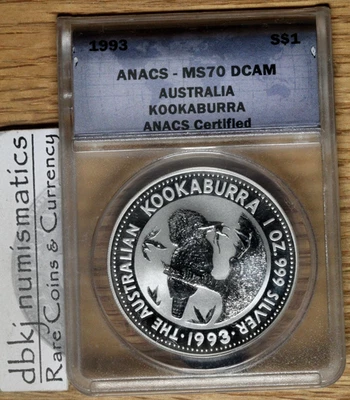 1993 S$1
ANACS - MS70 DCAM
AUSTRALIA
KOOKABURRA
ANACS Certified
THE AUSTRALIAN KOOKABURRA 1 OZ 999 SILVER · 1993 ·
dbkj numismatics
Rare Coins & Currency